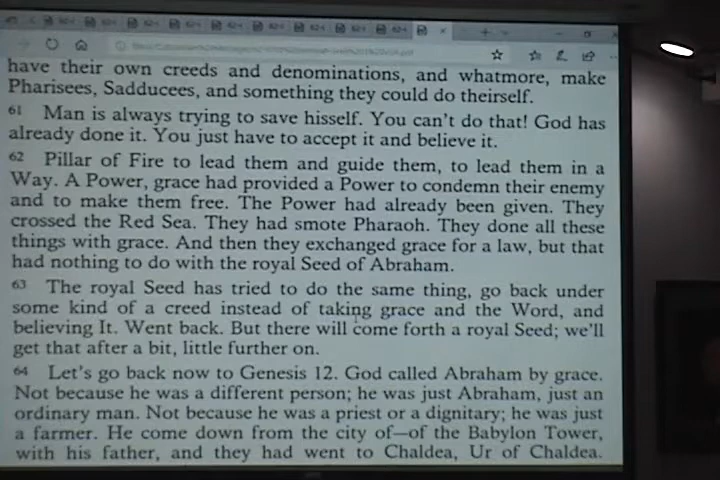 have their own creeds and denominations, and whatmore, make
Pharisees, Sadducees, and something they could do theirself.
61 Man is always trying to save hisself. You can't do that! God has
already done it. You just have to accept it and believe it.
62 Pillar of Fire to lead them and guide them, to lead them in a
Way. A Power, grace had provided a Power to condemn their enemy
and to make them free. The Power had already been given. They
crossed the Red Sea. They had smote Pharaoh. They done all these
things with grace. And then they exchanged grace for a law, but that
had nothing to do with the royal Seed of Abraham.
63 The royal Seed has tried to do the same thing, go back under
some kind of a creed instead of taking grace and the Word, and
believing It. Went back. But there will come forth a royal Seed; we'll
get that after a bit, little further on.
64 Let's go back now to Genesis 12. God called Abraham by grace.
Not because he was a different person; he was just Abraham, just an
ordinary man. Not because he was a priest or a dignitary; he was just
a farmer. He come down from the city of—of the Babylon Tower,
with his father, and they had went to Chaldea, Ur of Chaldea.